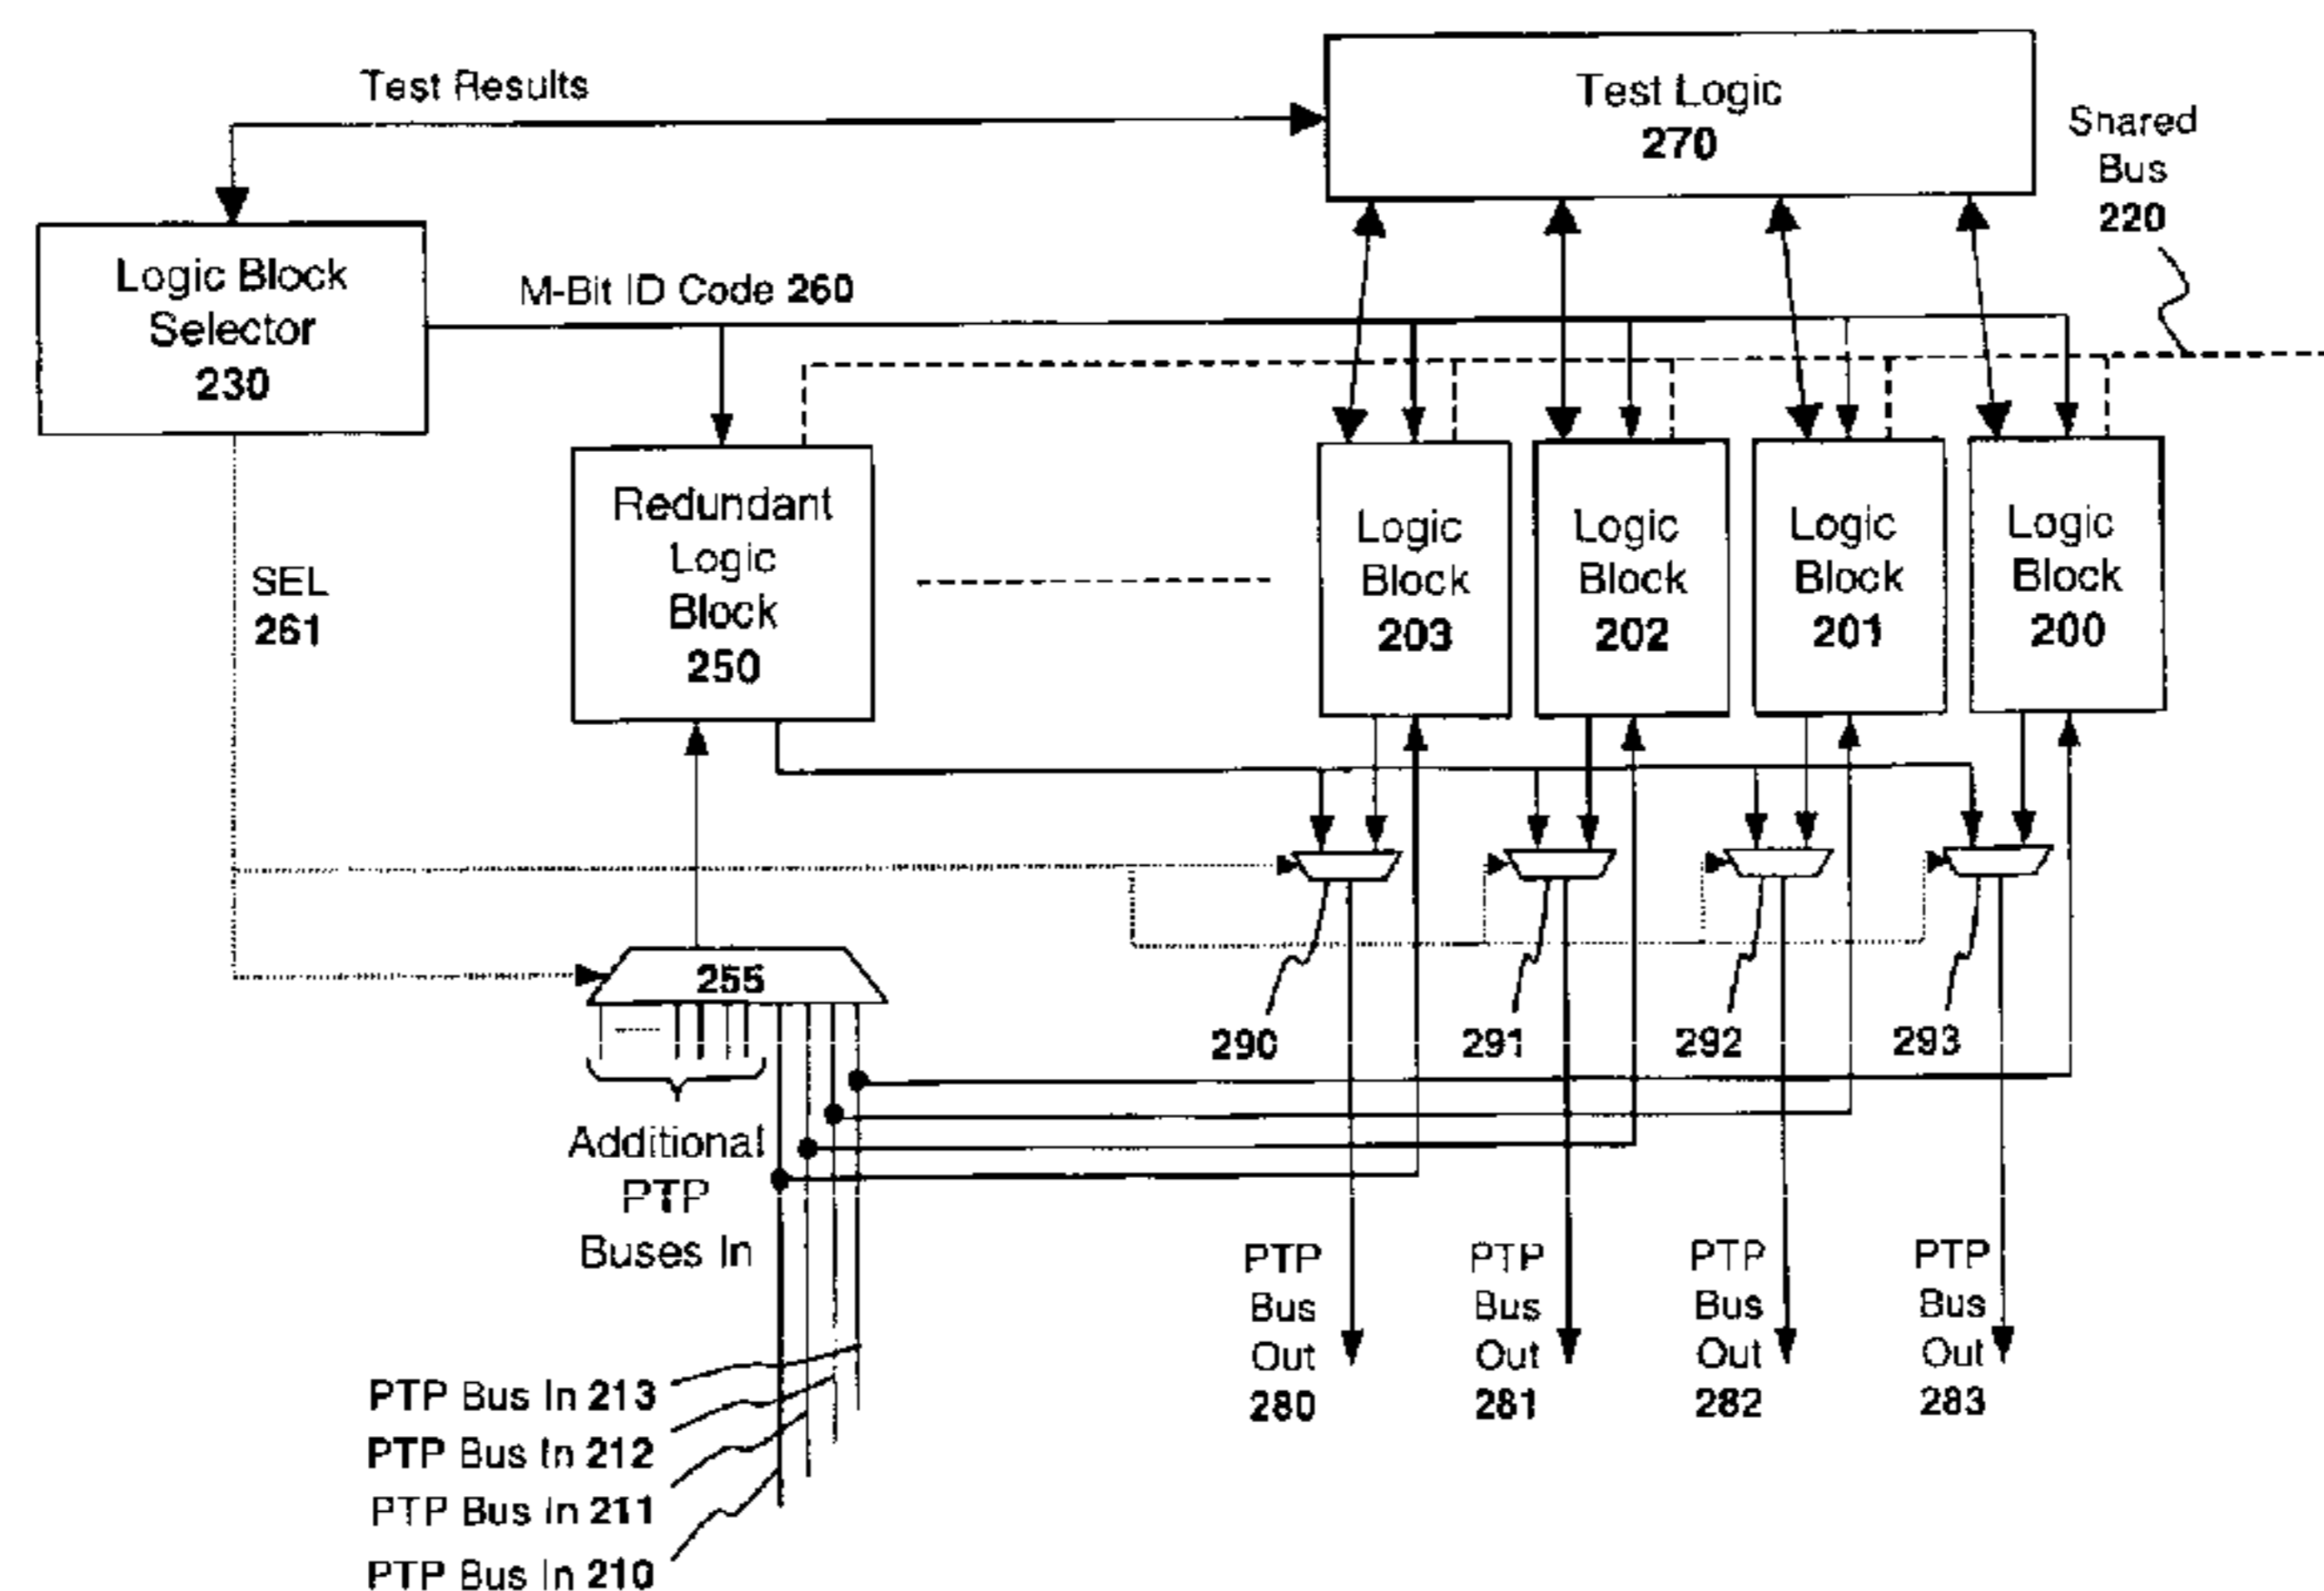 Test Results
Test Logic
270
Shared
Bus
220
Logic Block
Selector
230
M-Bit ID Code 260
SEL
261
Redundant
Logic
Block
250
Logic
Block
203
Logic
Block
202
Logic
Block
201
Logic
Block
200
255
290
291
292
293
Additional
PTP
Buses In
PTP Bus In 213
PTP Bus In 212
PTP Bus In 211
PTP Bus In 210
PTP
Bus
Out
280
PTP
Bus
Out
281
PTP
Bus
Out
282
PTP
Bus
Out
283